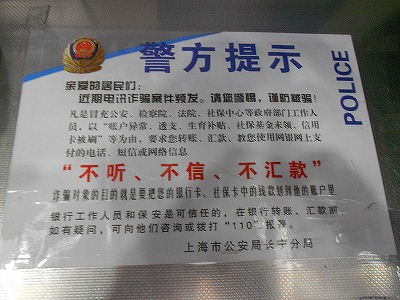 警方提示
POLICE
亲爱的居民们：
近期电讯诈骗案件频发。请您警惕，谨防被骗！
凡是冒充公安、检察院、法院、社保中心等政府部门工作人
员，以“账户异常、透支、生育补贴、社保基金未领、信用
卡被刷”等为由，要求您转账、汇款、教您使用网银网上支
付的电话、短信或网络信息
“不听、不信、不汇款”
诈骗对象的目的就是要把您的银行卡、社保卡中的钱款划到他的账户里
银行工作人员和保安是可信任的，在银行转账、汇款前
如有疑问，可向他们咨询或拨打“110”报警。
上海市公安局长宁分局